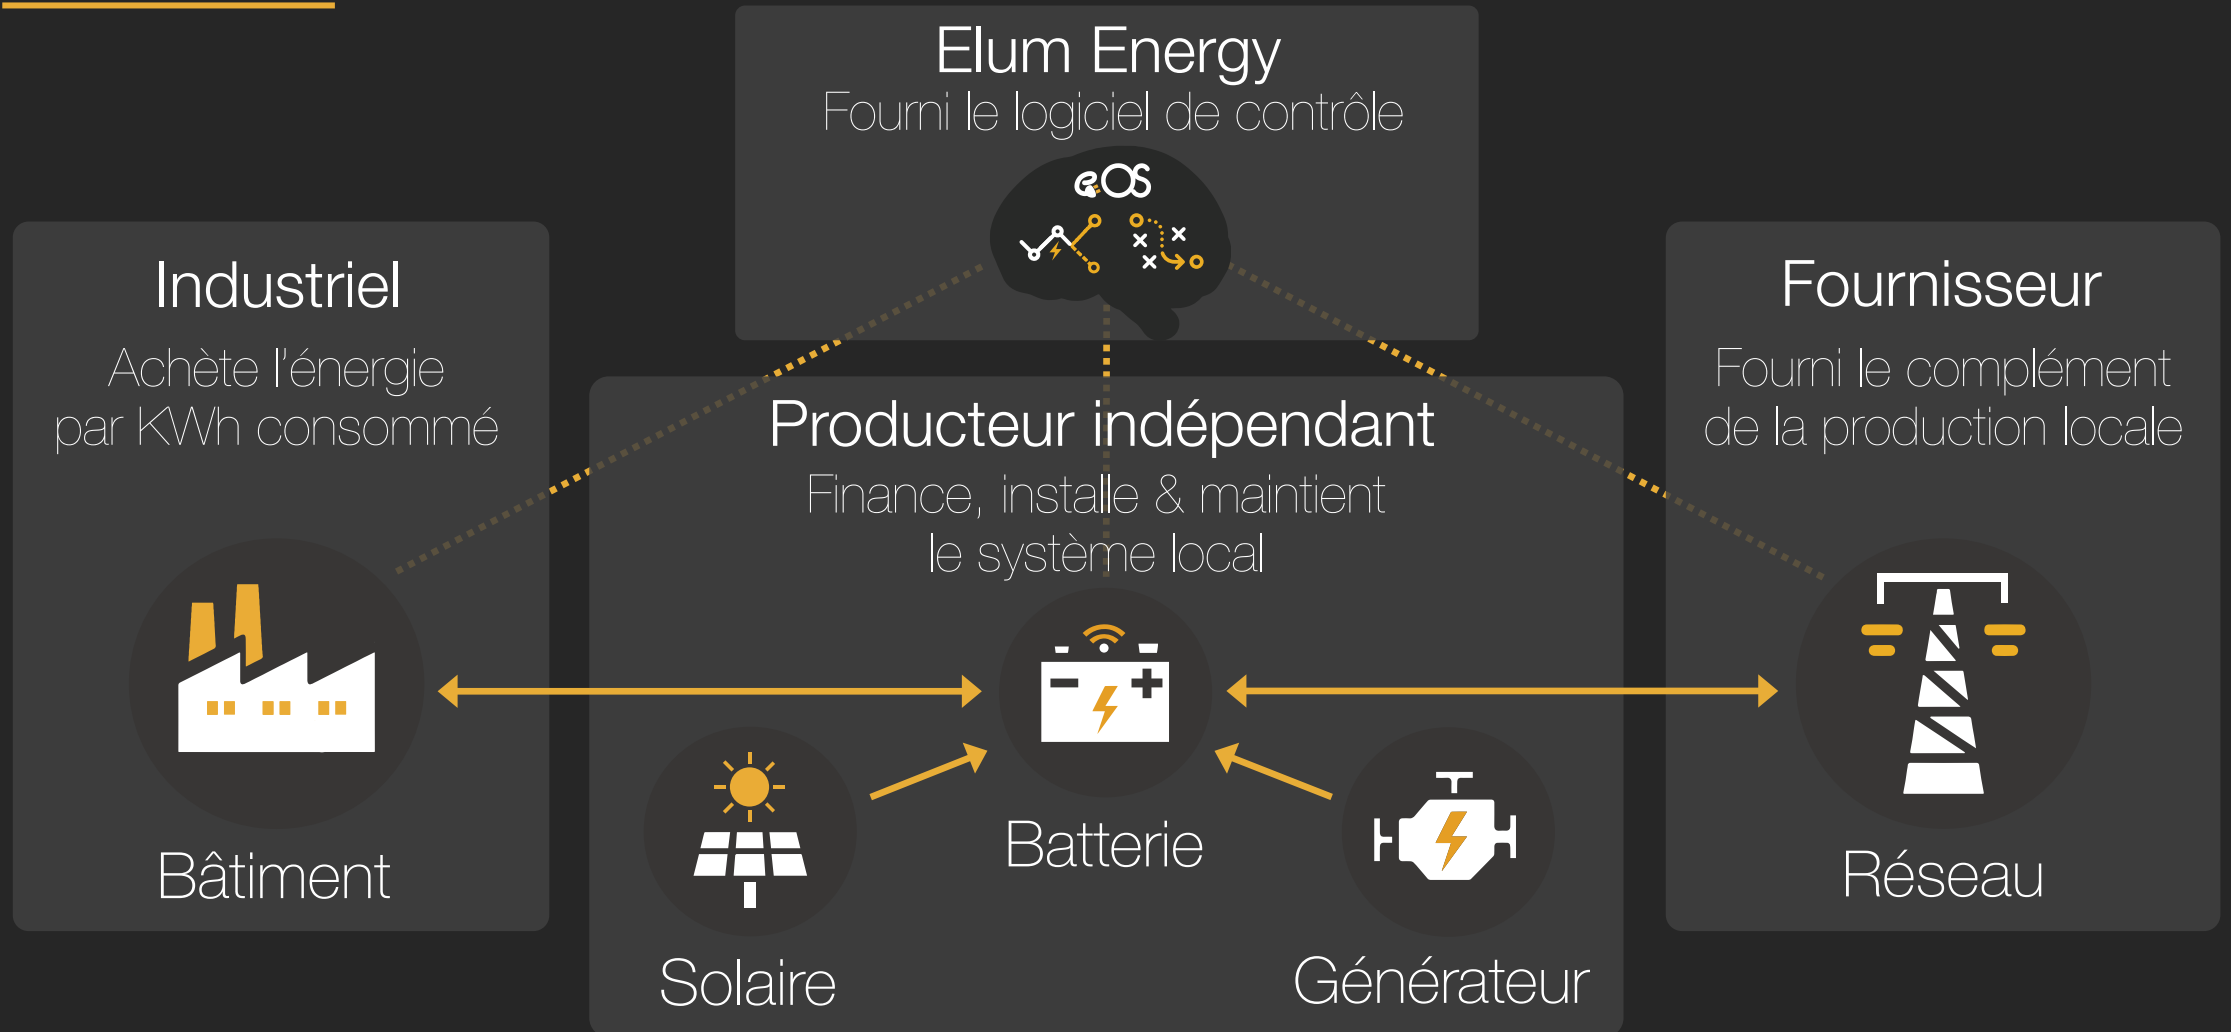 Elum Energy
Fourni le logiciel de contrôle
eOS
Industriel
Achète l'énergie
par KWh consommé
Bâtiment
Producteur indépendant
Finance, installe & maintient
le système local
Batterie
Solaire
Générateur
Fournisseur
Fourni le complément
de la production locale
Réseau